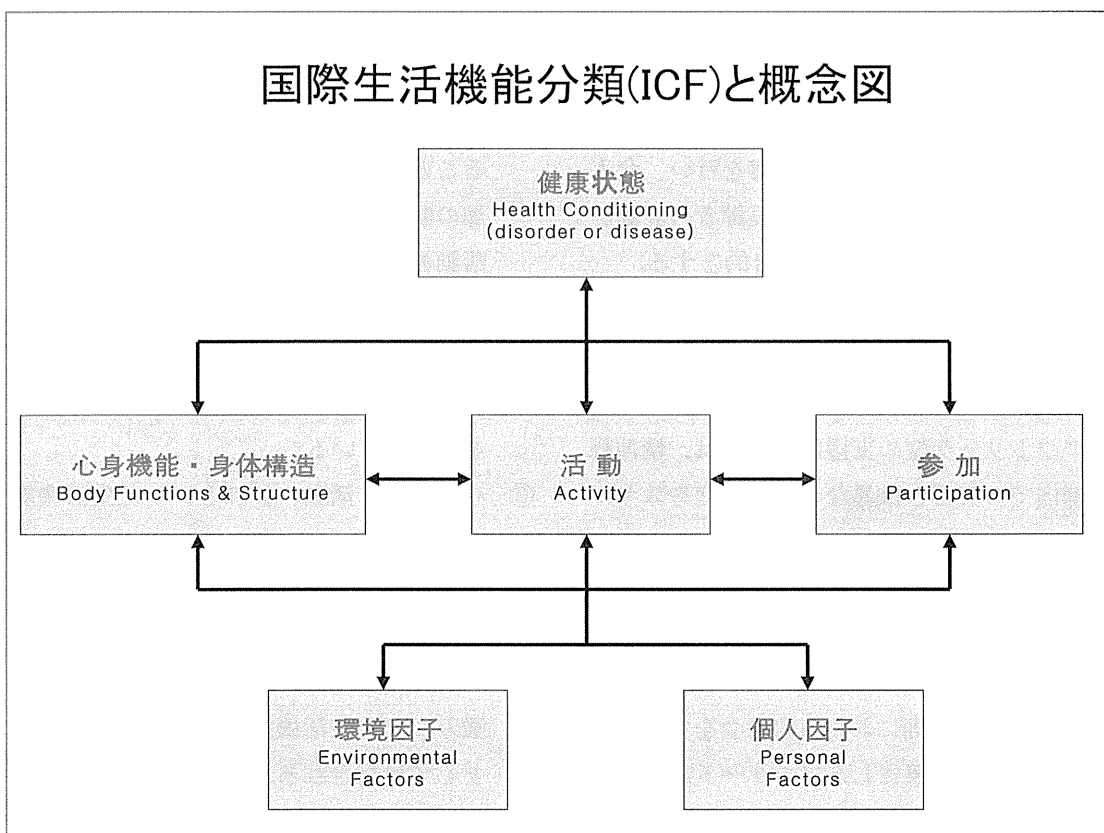 国際生活機能分類(ICF)と概念図
健康状態
Health Conditioning
(disorder or disease)
心身機能・身体構造
Body Functions & Structure
活 動
Activity
参 加
Participation
環境因子
Environmental
Factors
個人因子
Personal
Factors